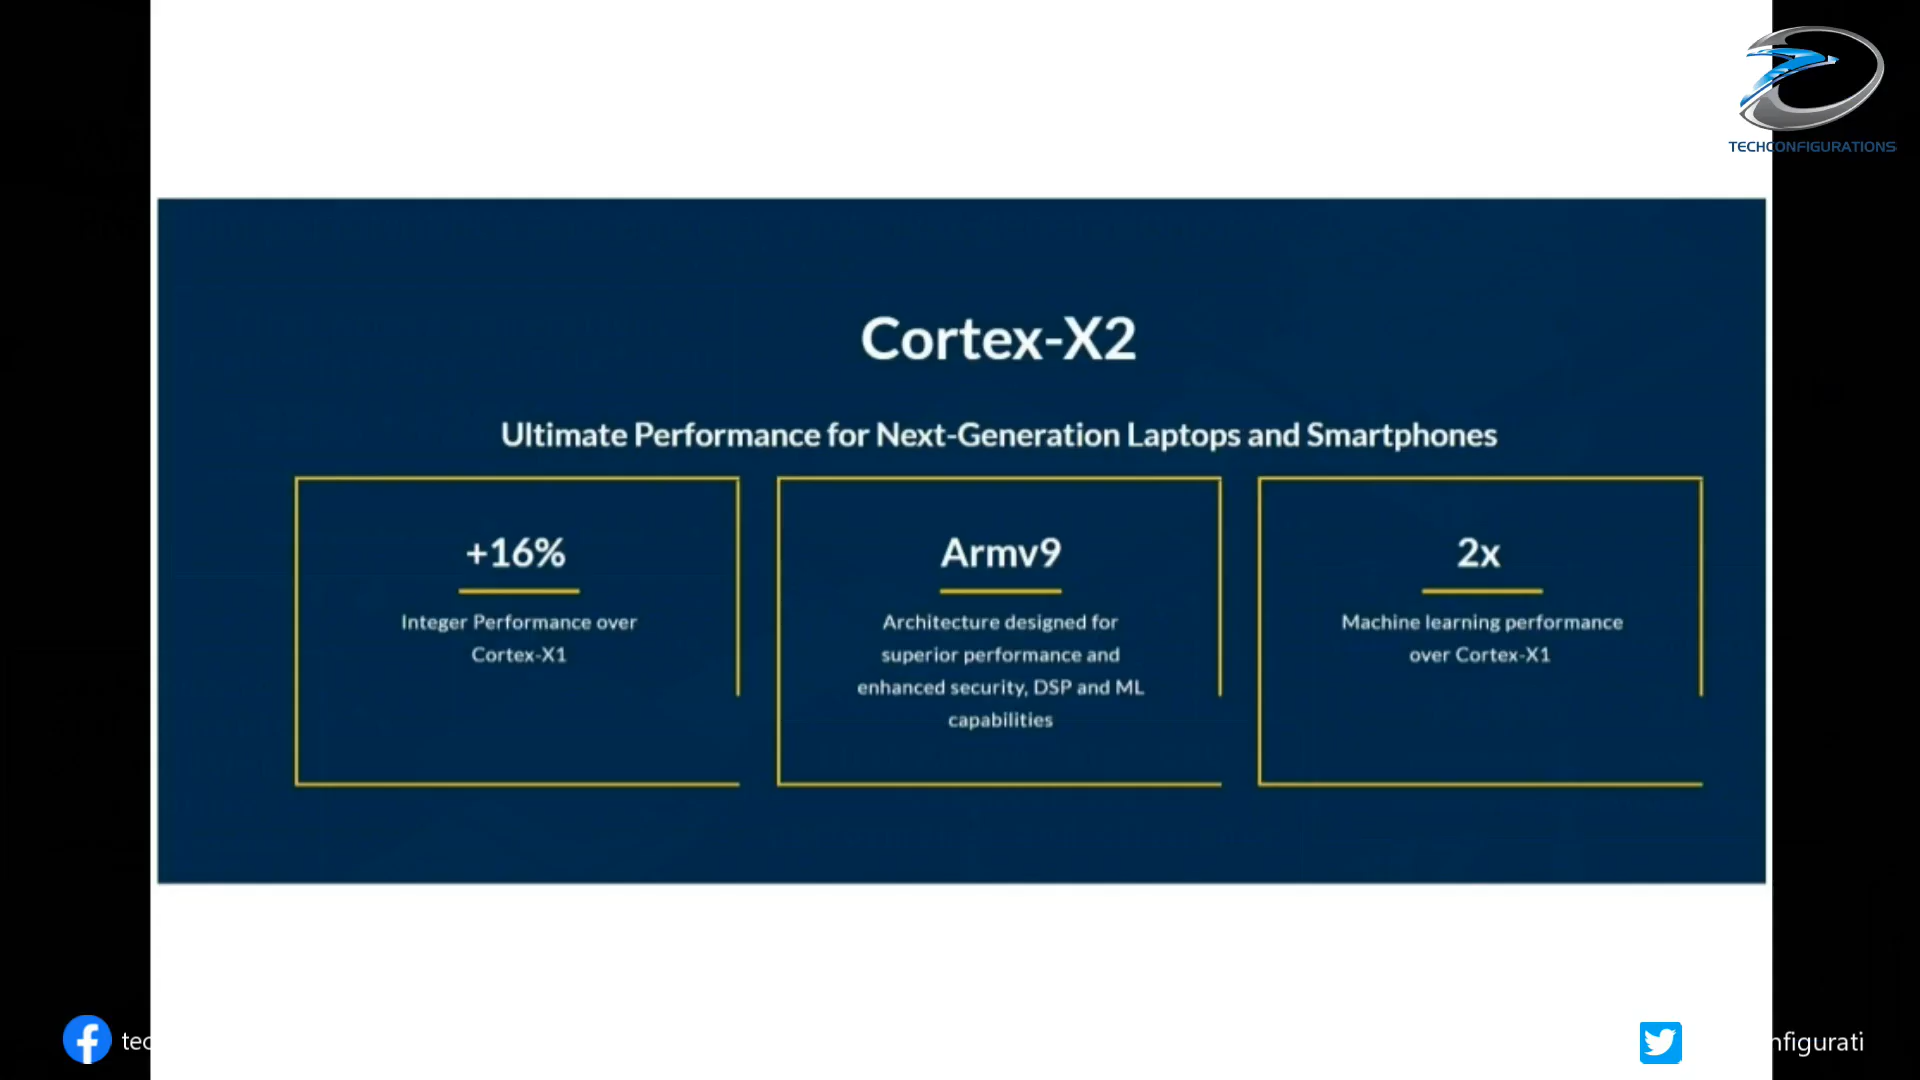 TECHCONFIGURATIONS
Cortex-X2
Ultimate Performance for Next-Generation Laptops and Smartphones
+16%
Integer Performance over
Cortex-X1
Armv9
Architecture designed for
superior performance and
enhanced security, DSP and ML
capabilities
2x
Machine learning performance
over Cortex-X1
tec
nfigurati